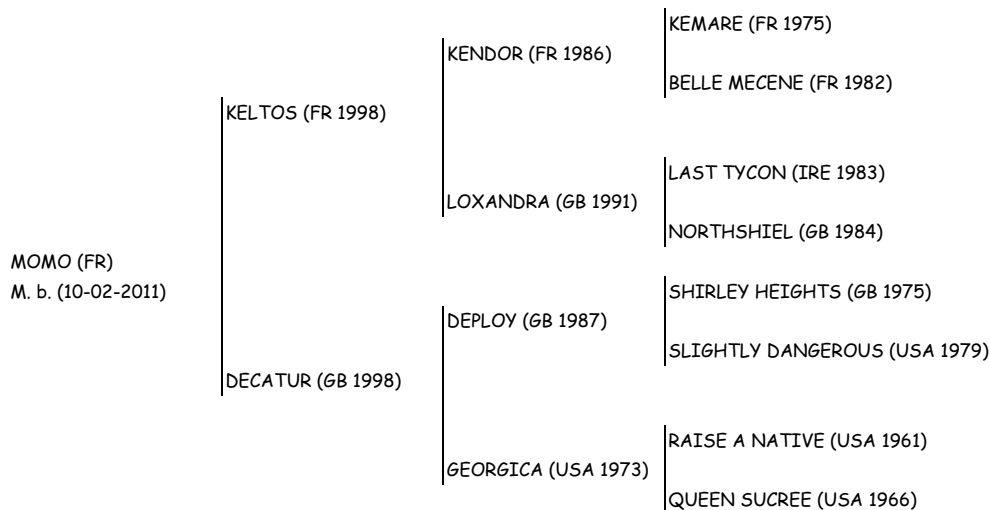 KEMARE (FR 1975)
KENDOR (FR 1986)
BELLE MECENE (FR 1982)
KELTOS (FR 1998)
LAST TYCON (IRE 1983)
LOXANDRA (GB 1991)
NORTHSHIEL (GB 1984)
MOMO (FR)
M. b. (10-02-2011)
SHIRLEY HEIGHTS (GB 1975)
DEPLOY (GB 1987)
SLIGHTLY DANGEROUS (USA 1979)
DECATUR (GB 1998)
RAISE A NATIVE (USA 1961)
GEORGICA (USA 1973)
QUEEN SUCREE (USA 1966)